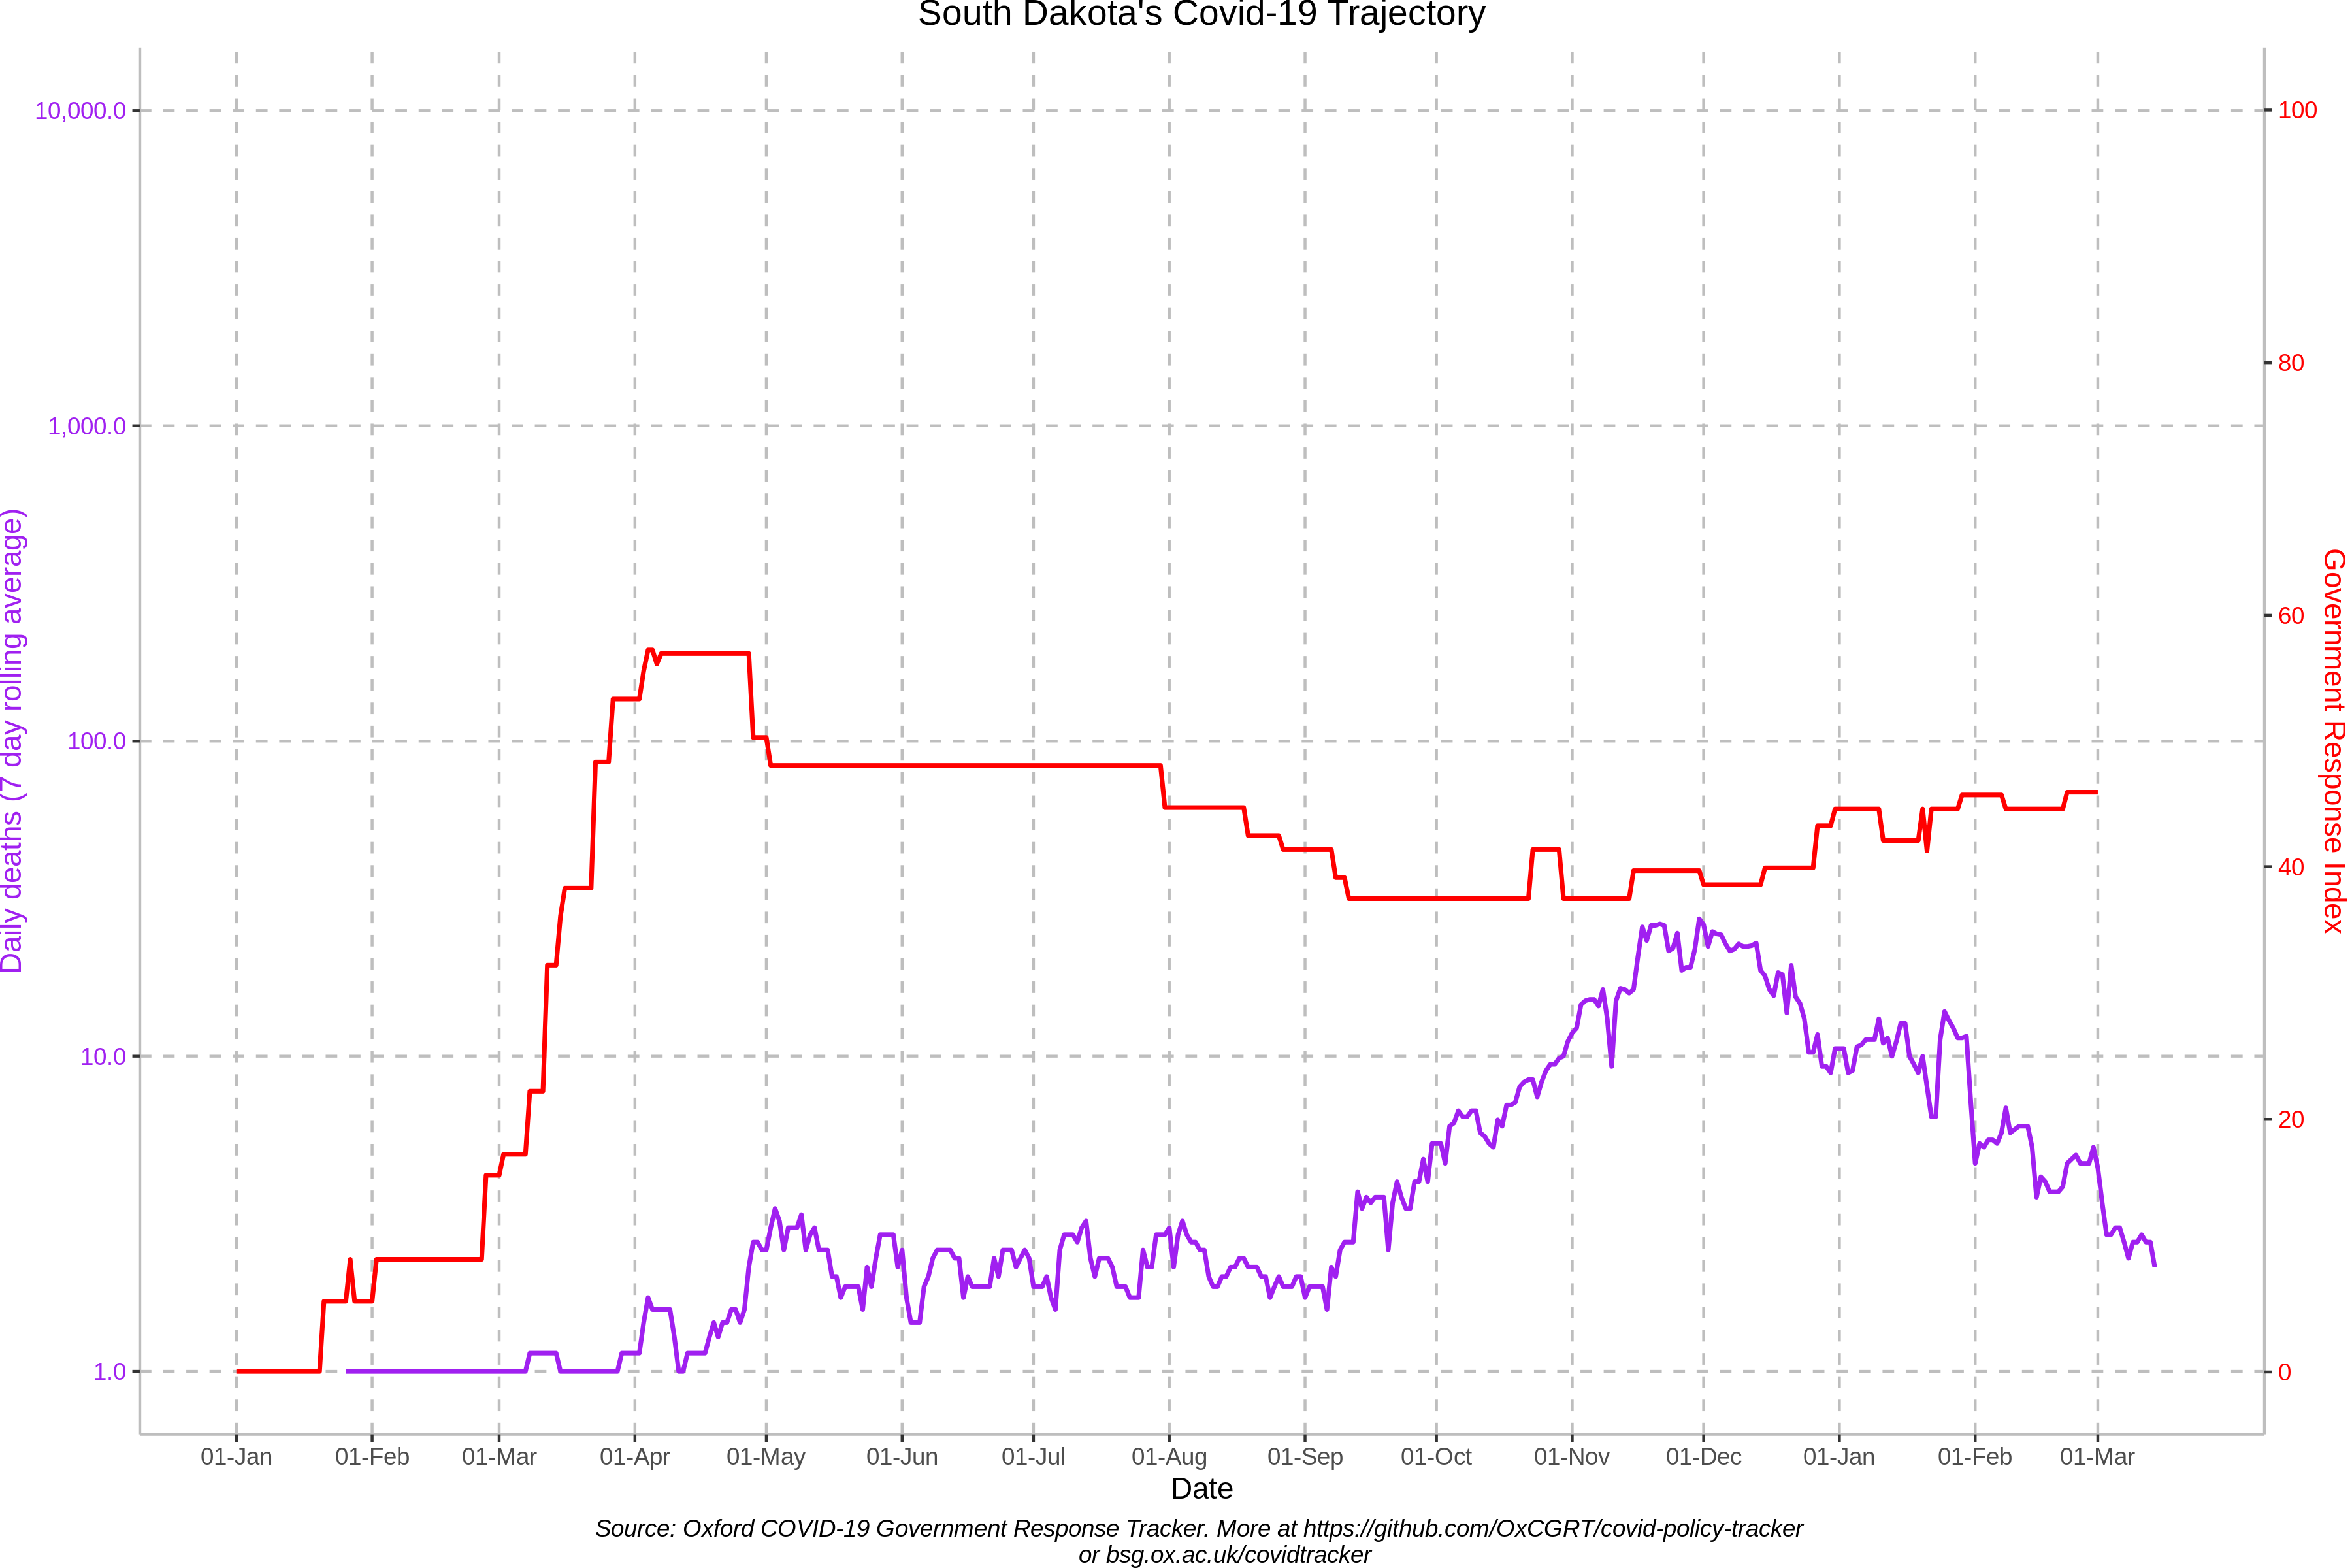 South Dakota's Covid-19 Trajectory
10,000.0
1,000.0
100.0
10.0
1.0
Daily deaths (7 day rolling average)
100
80
60
40
20
0
Government Response Index
01-Jan 01-Feb 01-Mar 01-Apr 01-May 01-Jun 01-Jul 01-Aug 01-Sep 01-Oct 01-Nov 01-Dec 01-Jan 01-Feb 01-Mar
Date
Source: Oxford COVID-19 Government Response Tracker. More at https://github.com/OxCGRT/covid-policy-tracker
or bsg.ox.ac.uk/covidtracker